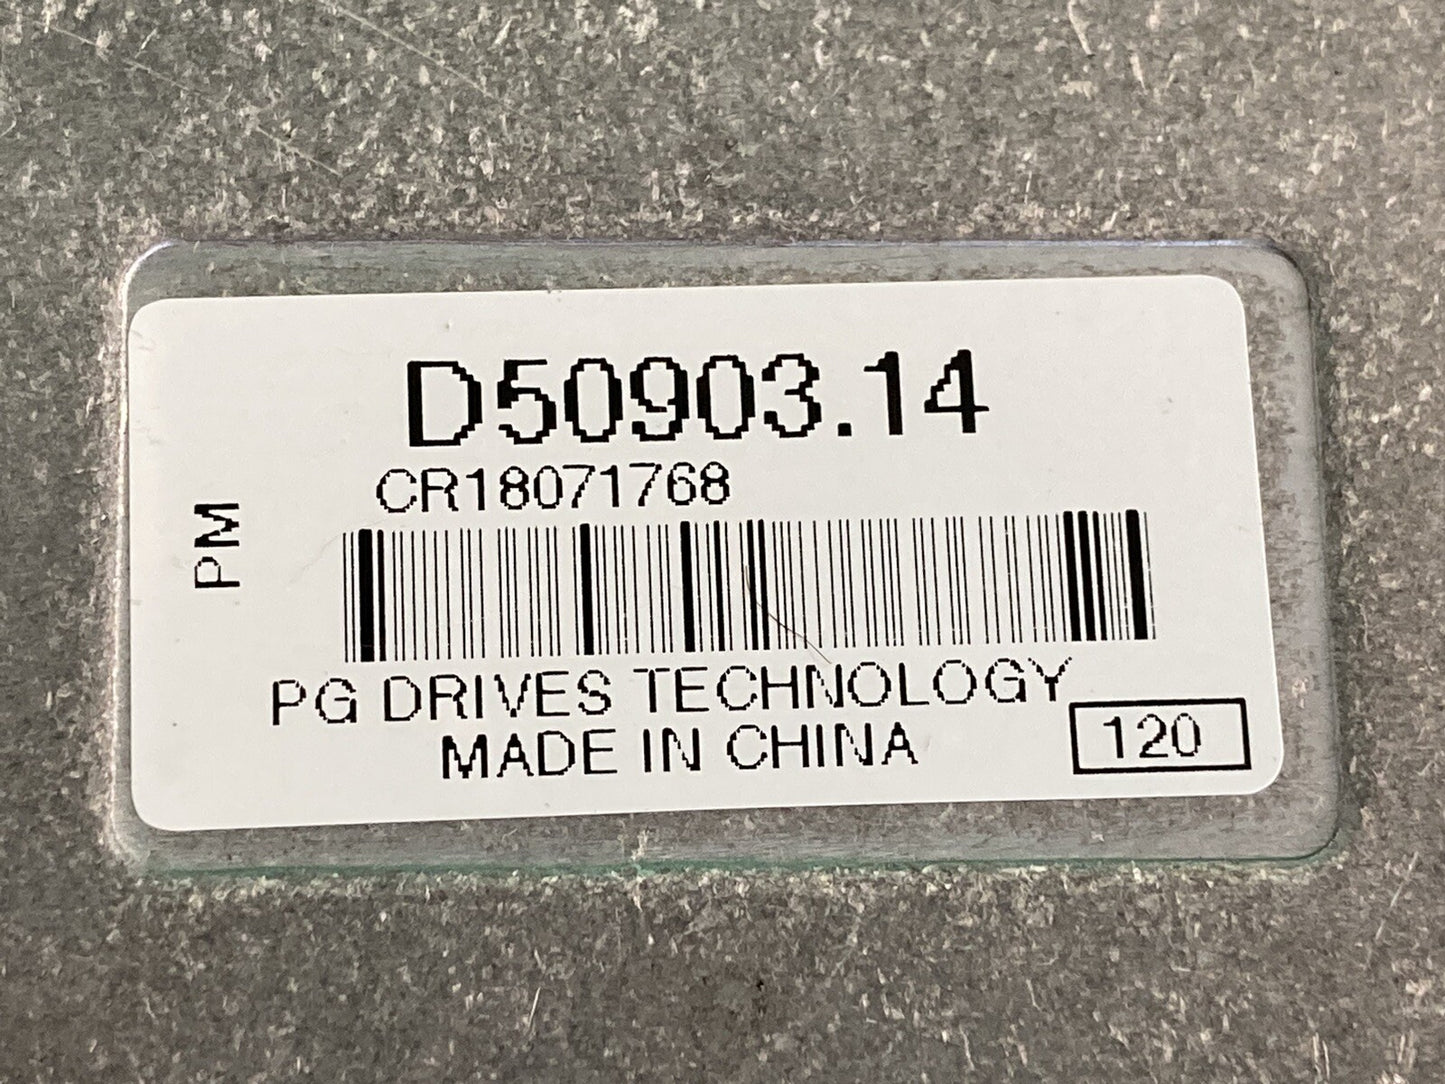 D50903.14
CR18071768
PM
PG DRIVES TECHNOLOGY
MADE IN CHINA
120